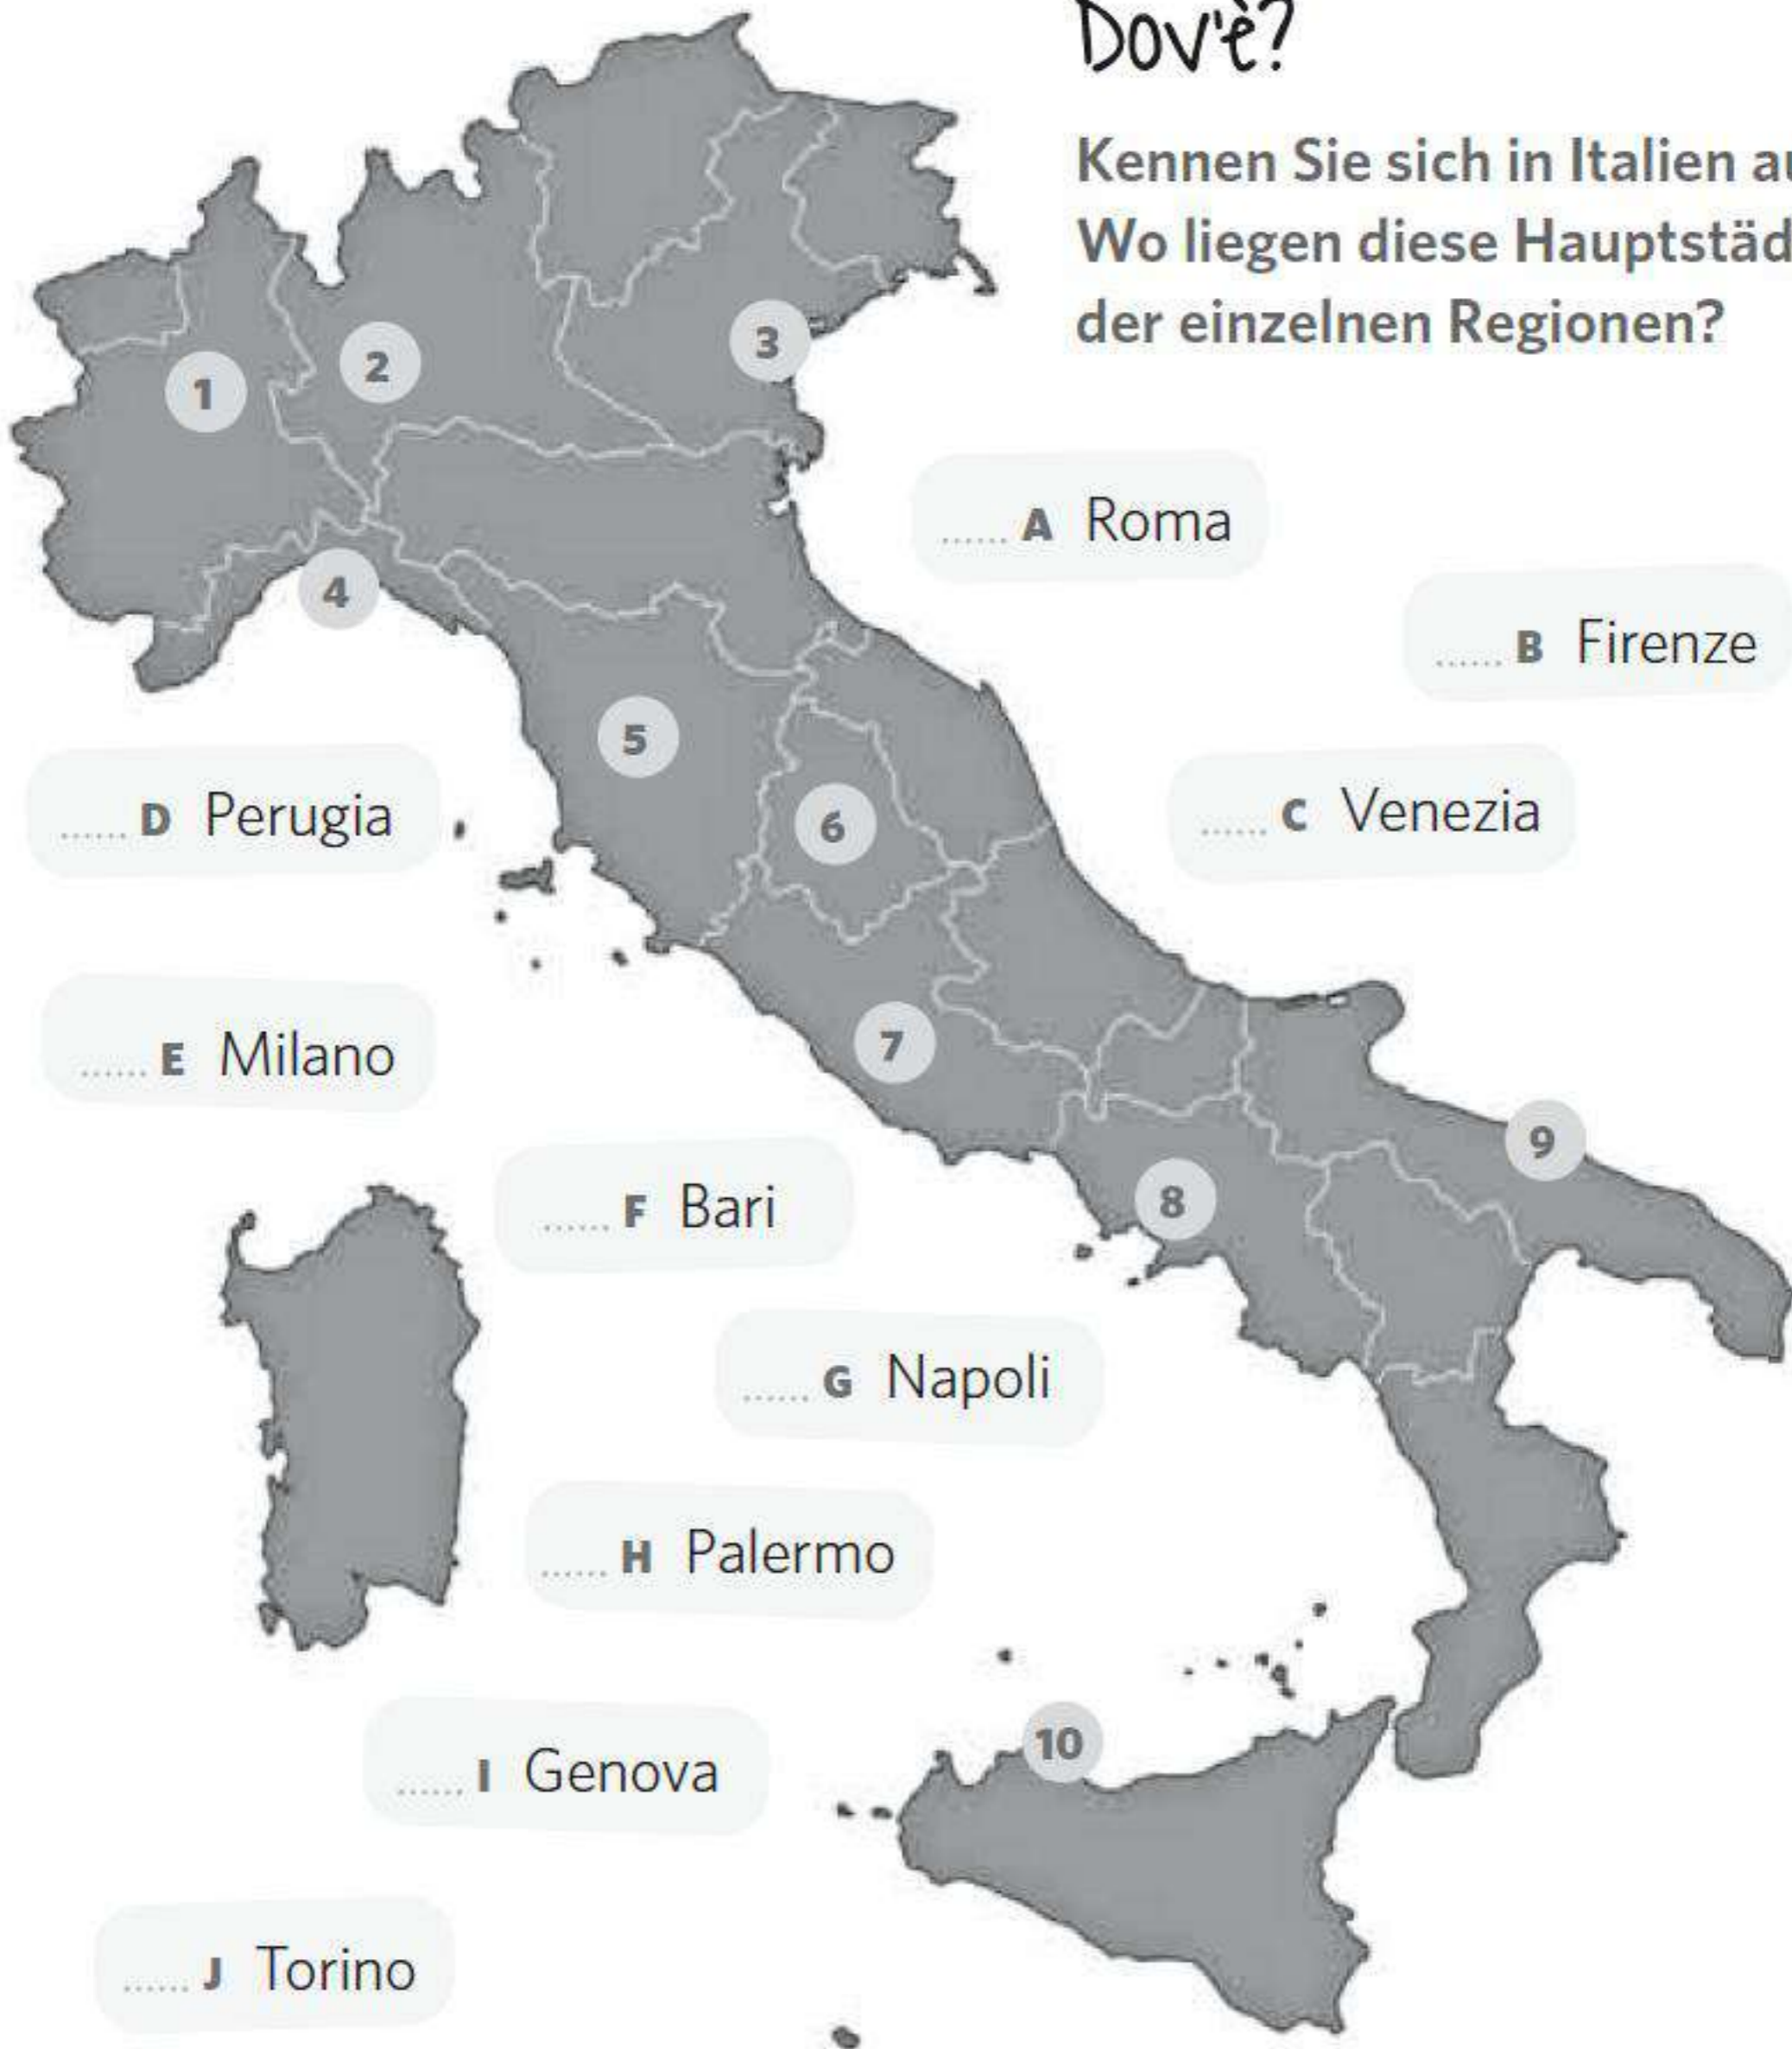 Dov'è?
Kennen Sie sich in Italien
Wo liegen diese
der einzelnen Regionen?
1
2
3
4
5
6
7
8
9
10
...... A Roma
...... B Firenze
...... C Venezia
...... D Perugia
...... E Milano
...... F Bari
...... G Napoli
...... H Palermo
...... I Genova
...... J Torino